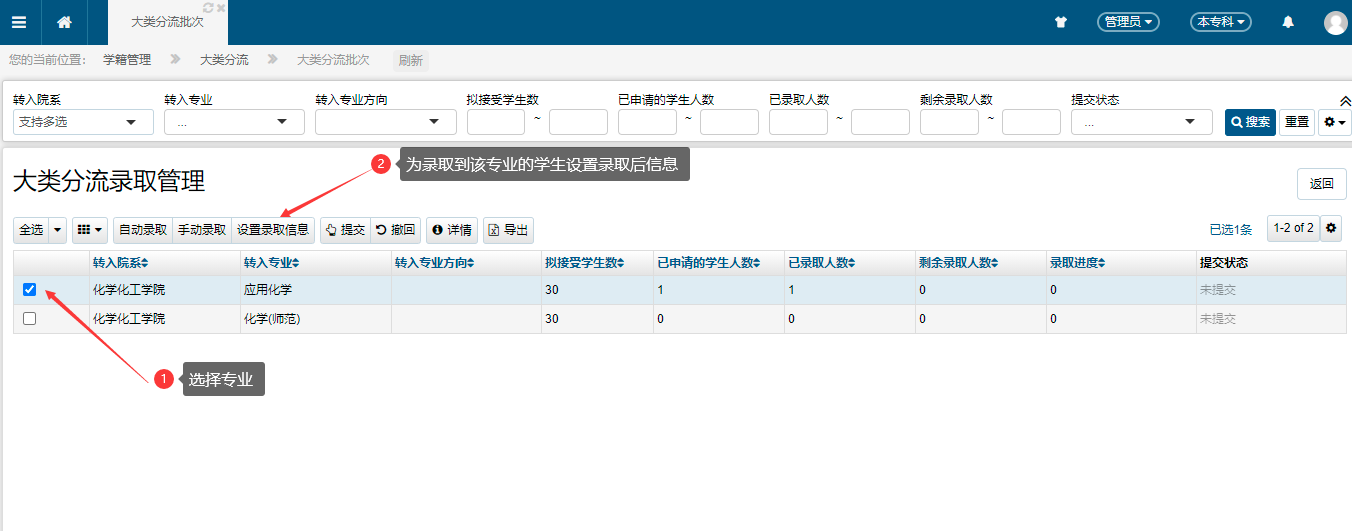 大类分流批次
管理员
本专科
您的当前位置: 学籍管理 大类分流 大类分流批次 刷新
转入院系 转入专业 转入专业方向 拟接受学生数 已申请的学生人数 已录取人数 剩余录取人数 提交状态
支持多选 ... ~ ~ ~ ~ ... 搜索 重置
2 为录取到该专业的学生设置录取后信息
大类分流录取管理
返回
全选 自动录取 手动录取 设置录取信息 提交 撤回 详情 导出 已选1条 1-2 of 2
转入院系 转入专业 转入专业方向 拟接受学生数 已申请的学生人数 已录取人数 剩余录取人数 录取进度 提交状态
化学化工学院 应用化学 30 1 1 0 0 未提交
化学化工学院 化学(师范) 30 0 0 0 0 未提交
1 选择专业